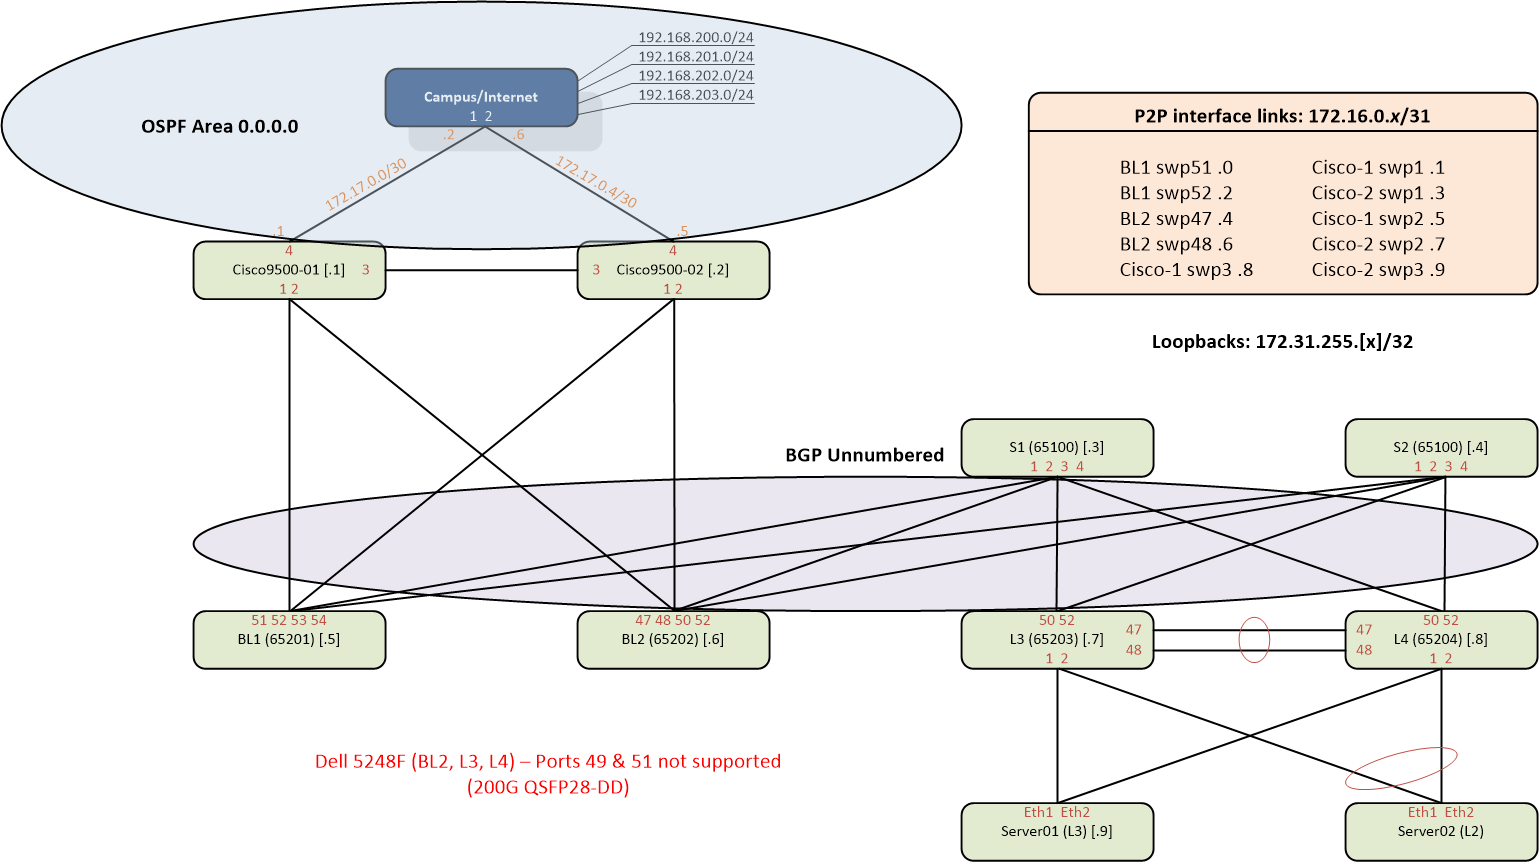 192.168.200.0/24
192.168.201.0/24
192.168.202.0/24
192.168.203.0/24
Campus/Internet
1 2
OSPF Area 0.0.0.0
.2
.6
172.17.0.0/30
172.17.0.4/30
.1
.5
4
Cisco9500-01 [.1]
3
1 2
4
3
Cisco9500-02 [.2]
1 2
P2P interface links: 172.16.0.x/31
BL1 swp51 .0
Cisco-1 swp1 .1
BL1 swp52 .2
Cisco-2 swp1 .3
BL2 swp47 .4
Cisco-1 swp2 .5
BL2 swp48 .6
Cisco-2 swp2 .7
Cisco-1 swp3 .8
Cisco-2 swp3 .9
Loopbacks: 172.31.255.[x]/32
BGP Unnumbered
S1 (65100) [.3]
1 2 3 4
S2 (65100) [.4]
1 2 3 4
51 52 53 54
BL1 (65201) [.5]
47 48 50 52
BL2 (65202) [.6]
50 52
L3 (65203) [.7]
47
48
1 2
50 52
47
48
L4 (65204) [.8]
1 2
Dell 5248F (BL2, L3, L4) – Ports 49 & 51 not supported
(200G QSFP28-DD)
Eth1 Eth2
Server01 (L3) [.9]
Eth1 Eth2
Server02 (L2)